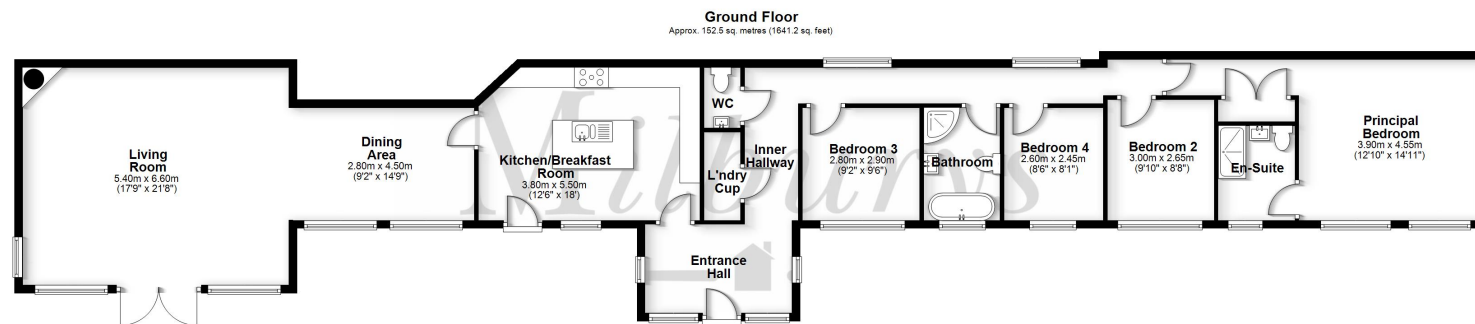 Ground Floor
Approx. 152.5 sq. metres (1641.2 sq. feet)
Living
Room
5.40m x 6.60m
(17'9" x 21'8")
Dining
Area
2.80m x 4.50m
(9'2" x 14'9")
Kitchen/Breakfast
Room
3.80m x 5.50m
(12'6" x 18')
WC
L'ndry
Cup
Inner
Hallway
Entrance
Hall
Bedroom 3
2.80m x 2.90m
(9'2" x 9'6")
Bathroom
Bedroom 4
2.60m x 2.45m
(8'6" x 8'1")
Bedroom 2
3.00m x 2.65m
(9'10" x 8'8")
En-Suite
Principal
Bedroom
3.90m x 4.55m
(12'10" x 14'11")
Milburys